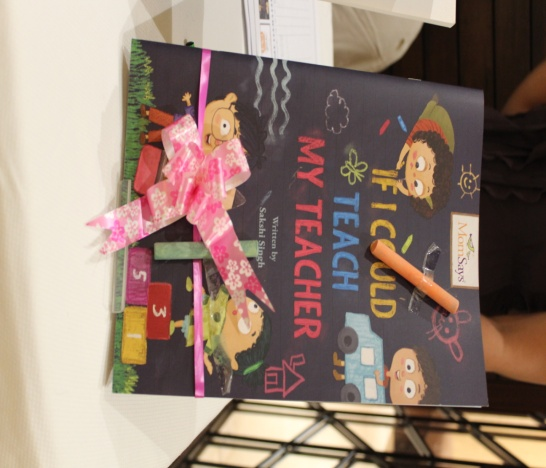 MomSays
IF I COULD
TEACH
MY TEACHER
Written by
Sakshi Singh
5
3
1